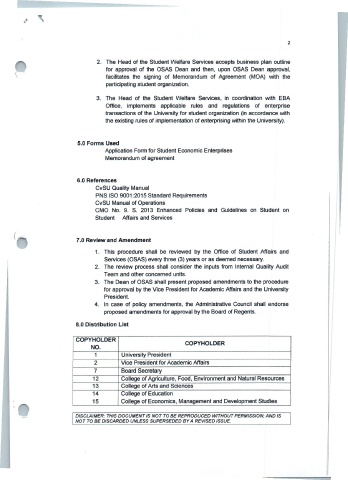 2
2. The Head of the Student Welfare Services accepts business plan outline
for approval of the OSAS Dean and then, upon OSAS Dean approval,
facilitates the signing of Memorandum of Agreement (MOA) with the
participating student organization.
3. The Head of the Student Welfare Services, in coordination with EBA
Office, implements applicable rules and regulations of enterprise
transactions of the University for student organization (in accordance with
the existing rules of implementation of enterprising within the University).
5.0 Forms Used
Application Form for Student Economic Enterprises
Memorandum of agreement
6.0 References
CvSU Quality Manual
PNS ISO 9001:2015 Standard Requirements
CvSU Manual of Operations
CMO No. 9. S. 2013 Enhanced Policies and Guidelines on Student on
Student Affairs and Services
7.0 Review and Amendment
1. This procedure shall be reviewed by the Office of Student Affairs and
Services (OSAS) every three (3) years or as deemed necessary.
2. The review process shall consider the inputs from Internal Quality Audit
Team and other concerned units.
3. The Dean of OSAS shall present proposed amendments to the procedure
for approval by the Vice President for Academic Affairs and the University
President.
4. In case of policy amendments, the Administrative Council shall endorse
proposed amendments for approval by the Board of Regents.
8.0 Distribution List
COPYHOLDER NO. COPYHOLDER
1 University President
2 Vice President for Academic Affairs
7 Board Secretary
12 College of Agriculture, Food, Environment and Natural Resources
13 College of Arts and Sciences
14 College of Education
15 College of Economics, Management and Development Studies
DISCLAIMER: THIS DOCUMENT IS NOT TO BE REPRODUCED WITHOUT PERMISSION; AND IS
NOT TO BE DISCARDED UNLESS SUPERSEDED BY A REVISED ISSUE.